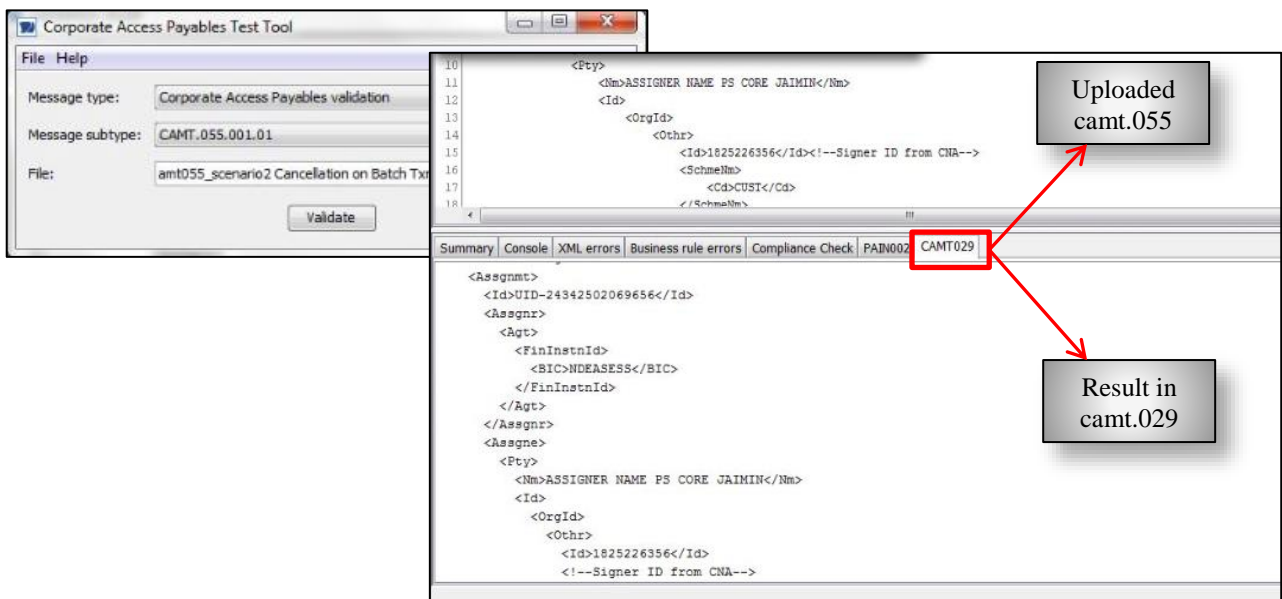 Corporate Access Payables Test Tool
File Help
Message type: Corporate Access Payables validation
Message subtype: CAMT.055.001.01
File: amt055_scenario2 Cancellation on Batch Txn
Validate
10 <Pty>
11 <Nm>ASSIGNER NAME PS CORE JAIMIN</Nm>
12 <Id>
13 <OrgId>
14 <Othr>
15 <Id>1825226356</Id><!--Signer ID from CNA-->
16 <SchmeNm>
17 <Cd>CUST</Cd>
18 </SchmeNm>
Uploaded
camt.055
Summary Console XML errors Business rule errors Compliance Check PAIN002 CAMT029
<Assgnmt>
<Id>UID-24342502069656</Id>
<Assgnr>
<Agt>
<FinInstnId>
<BIC>NDEASESS</BIC>
</FinInstnId>
</Agt>
</Assgnr>
<Assgne>
<Pty>
<Nm>ASSIGNER NAME PS CORE JAIMIN</Nm>
<Id>
<OrgId>
<Othr>
<Id>1825226356</Id>
<!--Signer ID from CNA-->
Result in
camt.029